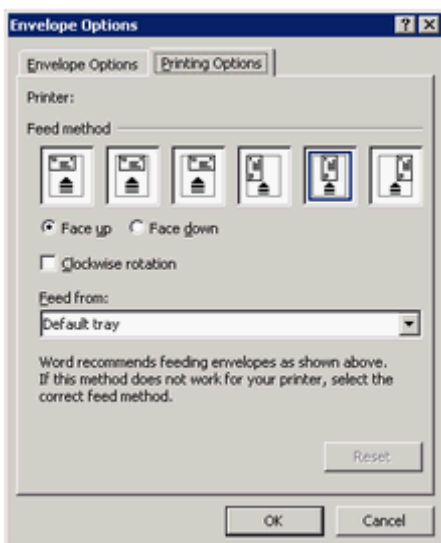 Envelope Options
Envelope Options Printing Options
Printer:
Feed method
Face up Face down
Clockwise rotation
Feed from:
Default tray
Word recommends feeding envelopes as shown above.
If this method does not work for your printer, select the
correct feed method.
Reset
OK Cancel